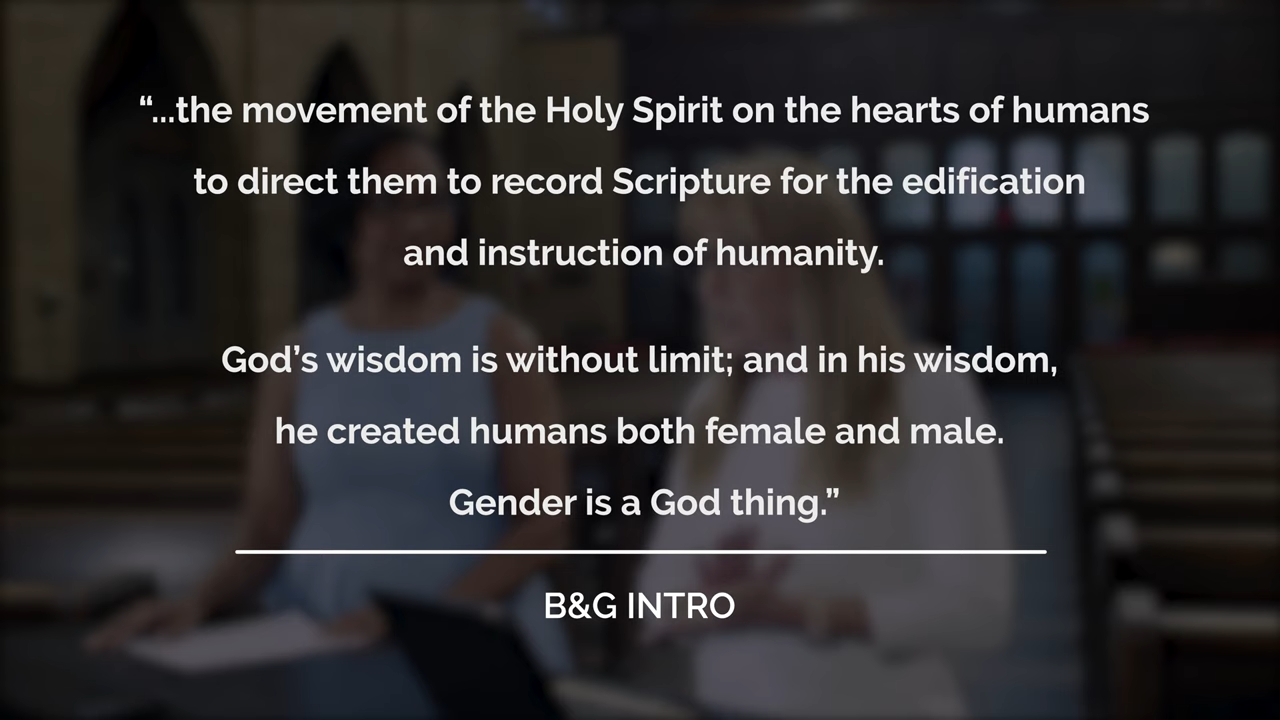 “...the movement of the Holy Spirit on the hearts of humans
to direct them to record Scripture for the edification
and instruction of humanity.
God’s wisdom is without limit; and in his wisdom,
he created humans both female and male.
Gender is a God thing.”
B&G INTRO